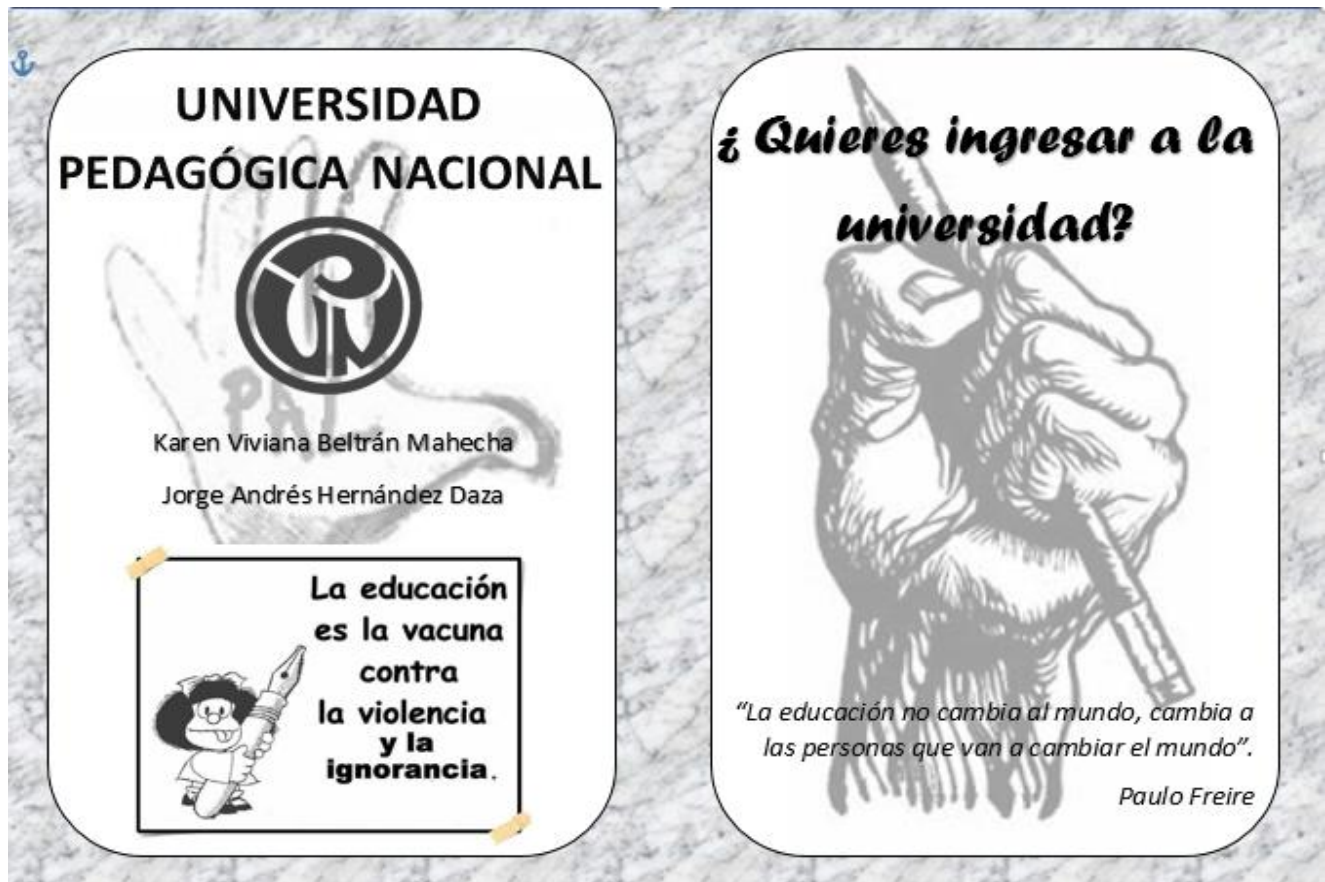 UNIVERSIDAD
PEDAGÓGICA NACIONAL
PAZ
Karen Viviana Beltrán Mahecha
Jorge Andrés Hernández Daza
La educación
es la vacuna
contra
la violencia
y la
ignorancia.
¿ Quieres ingresar a la
universidad?
“La educación no cambia al mundo, cambia a
las personas que van a cambiar el mundo”.
Paulo Freire